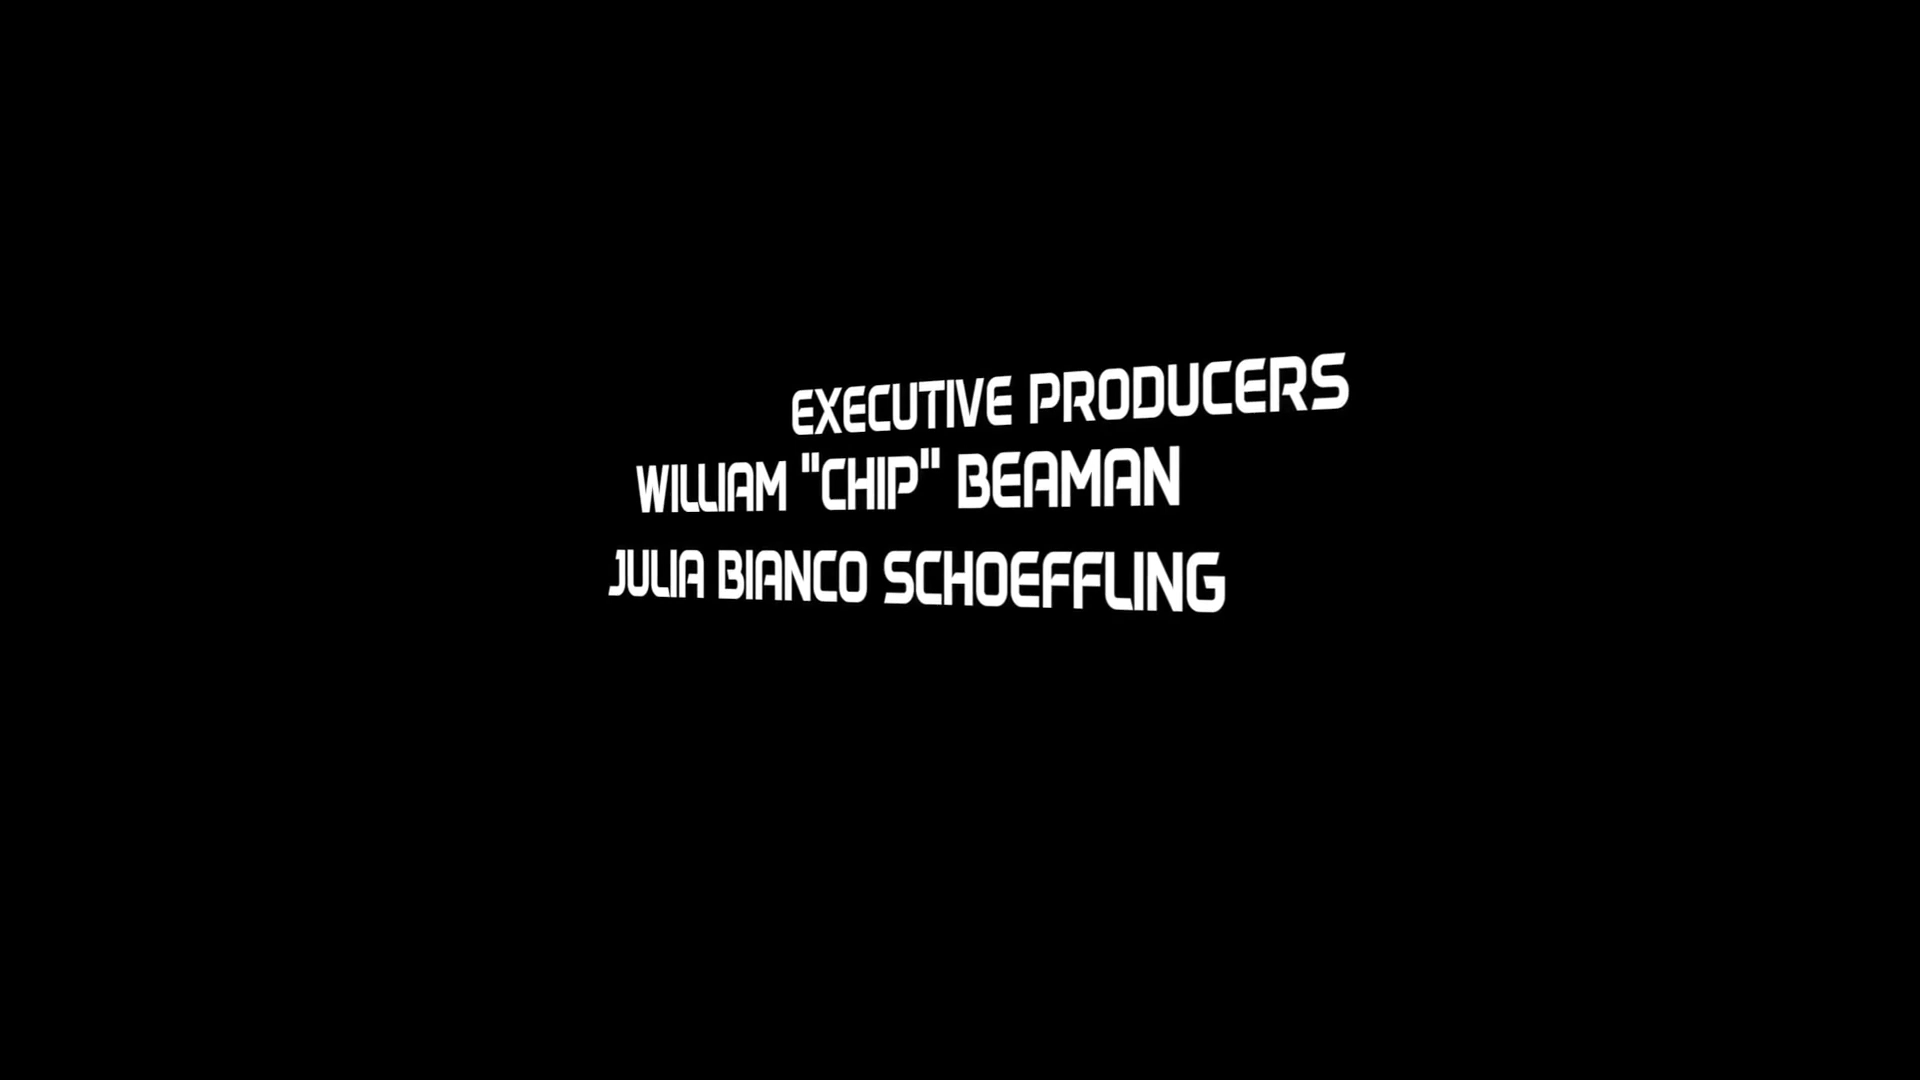 EXECUTIVE PRODUCERS
WILLIAM "CHIP" BEAMAN
JULIA BIANCO SCHOEFFLING